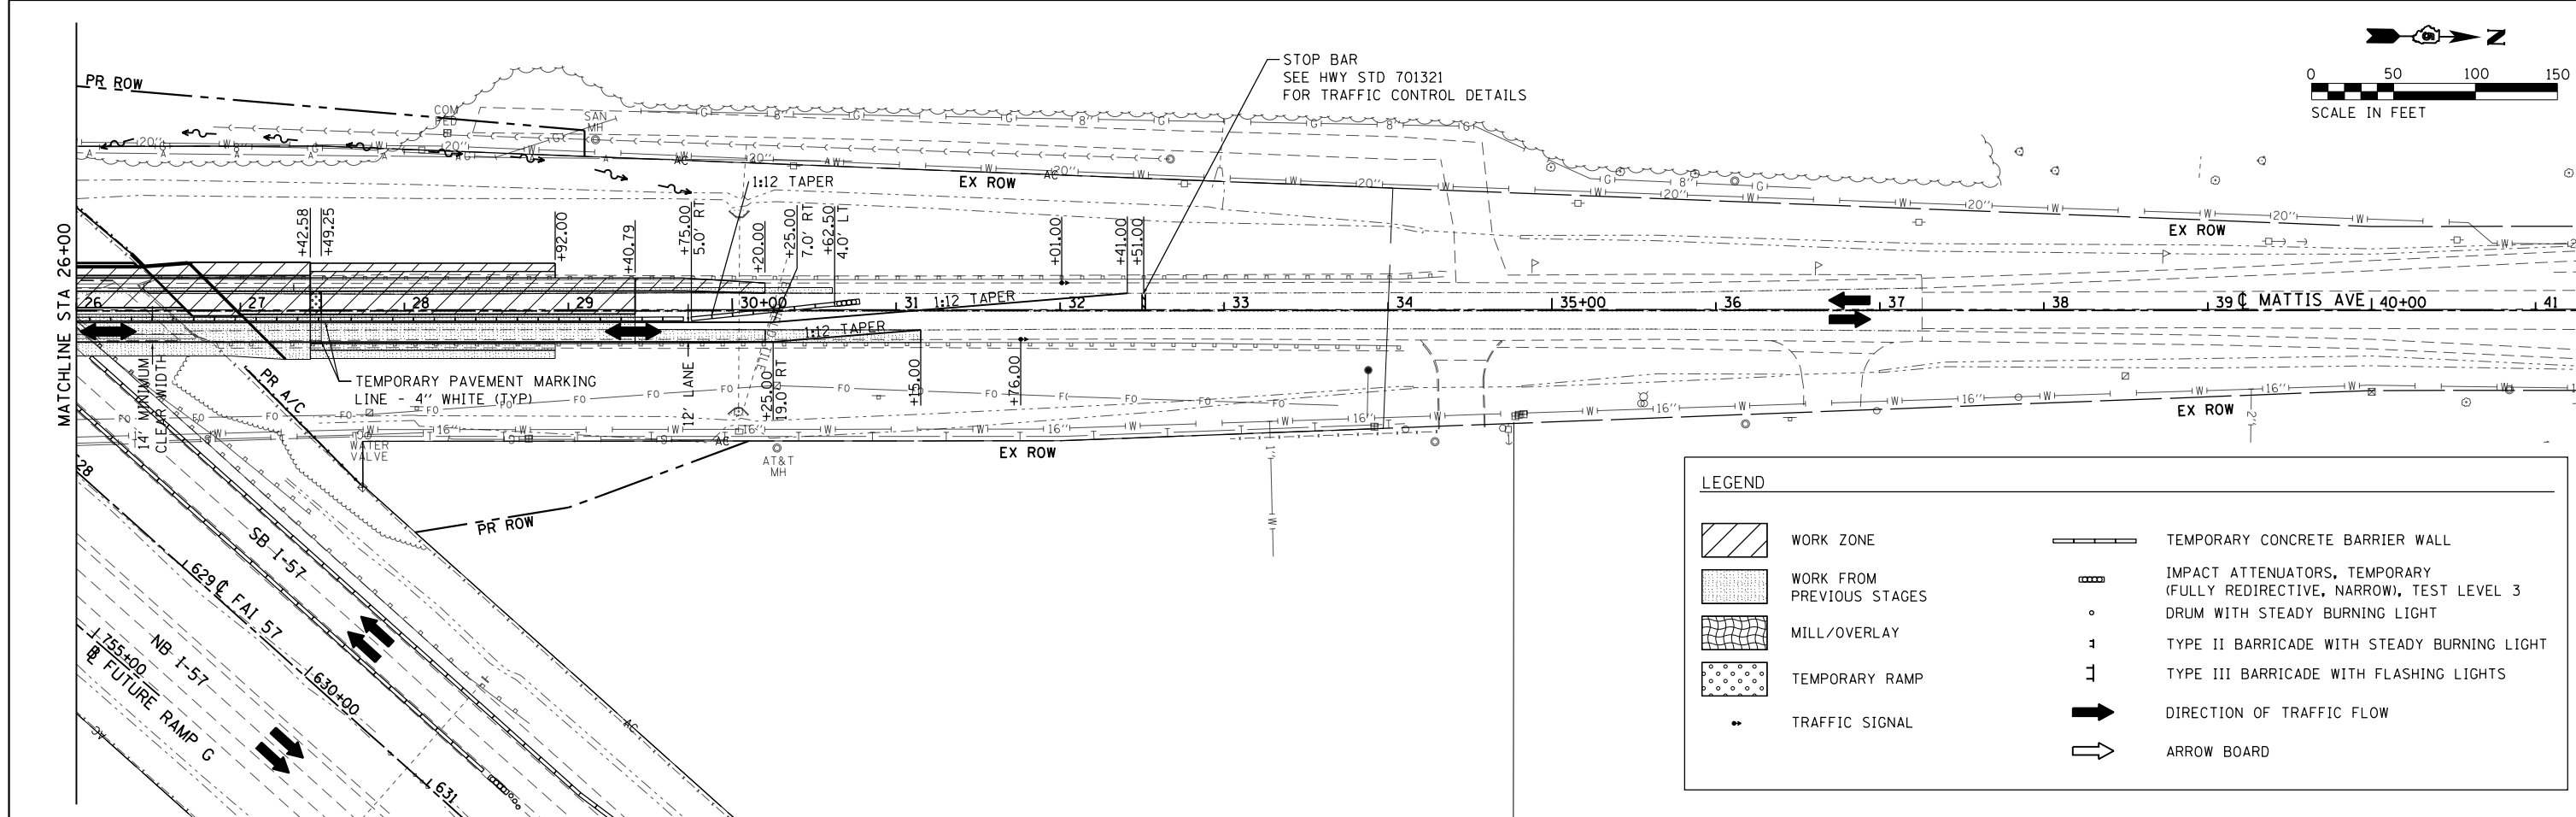 STOP BAR
SEE HWY STD 701321
FOR TRAFFIC CONTROL DETAILS
N
0 50 100 150
SCALE IN FEET
PR ROW
COM
PED
SAN
MH
1:12 TAPER
EX ROW
EX ROW
+42.58
+49.25
+92.00
+40.79
+75.00
5.0' RT
+20.00
+25.00
7.0' RT
+62.50
4.0' LT
+01.00
+41.00
+51.00
MATCHLINE STA 26+00
26 27 28 29 30+00 31 32 33 34 35+00 36 37 38 39 40+00 41
1:12 TAPER
℄ MATTIS AVE
1:12 TAPER
14' MINIMUM
CLEAR WIDTH
PR A/C
TEMPORARY PAVEMENT MARKING
LINE - 4" WHITE (TYP)
12' LANE
+25.00
19.0' RT
+15.00
+76.00
WATER
VALVE
AT&T
MH
EX ROW
EX ROW
PR ROW
628
SB I-57
629
℄ FAI 57
630+00
631
NB I-57
755+00
FUTURE RAMP G
AC
AC
LEGEND
WORK ZONE
WORK FROM
PREVIOUS STAGES
MILL/OVERLAY
TEMPORARY RAMP
TRAFFIC SIGNAL
TEMPORARY CONCRETE BARRIER WALL
IMPACT ATTENUATORS, TEMPORARY
(FULLY REDIRECTIVE, NARROW), TEST LEVEL 3
DRUM WITH STEADY BURNING LIGHT
TYPE II BARRICADE WITH STEADY BURNING LIGHT
TYPE III BARRICADE WITH FLASHING LIGHTS
DIRECTION OF TRAFFIC FLOW
ARROW BOARD